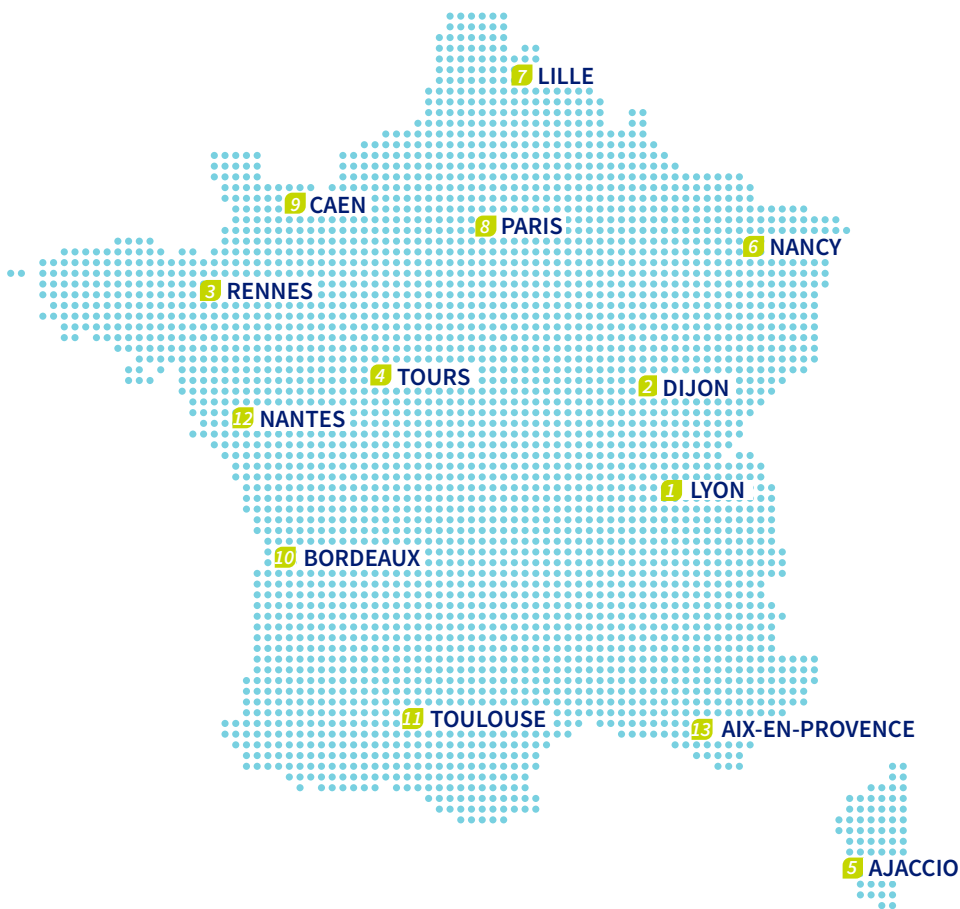 7 LILLE
9 CAEN
8 PARIS
6 NANCY
3 RENNES
4 TOURS
2 DIJON
12 NANTES
1 LYON
10 BORDEAUX
11 TOULOUSE
13 AIX-EN-PROVENCE
5 AJACCIO